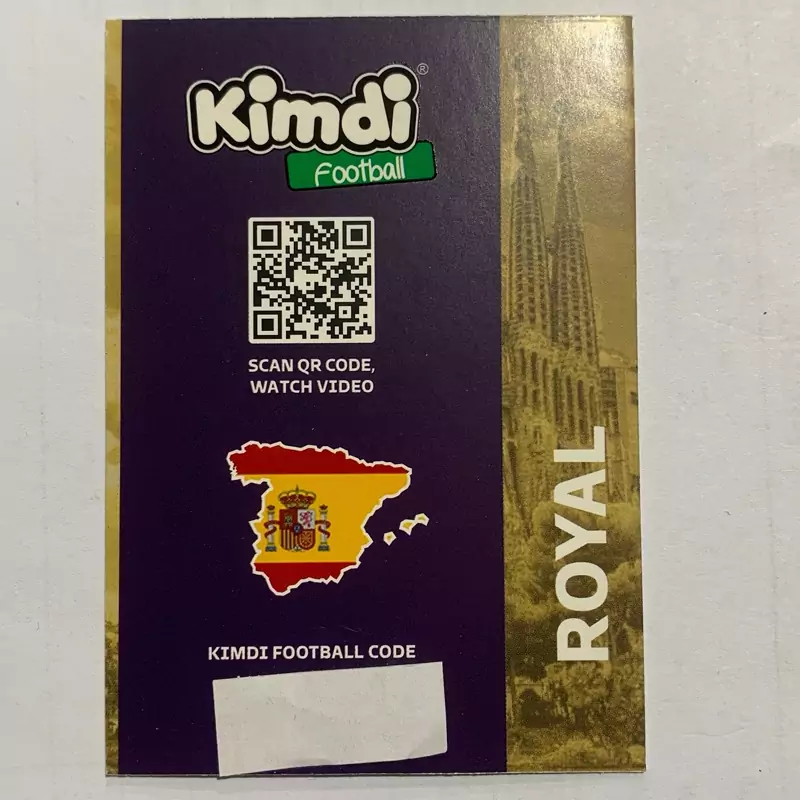 Kimdi®
Football
SCAN QR CODE,
WATCH VIDEO
KIMDI FOOTBALL CODE
ROYAL